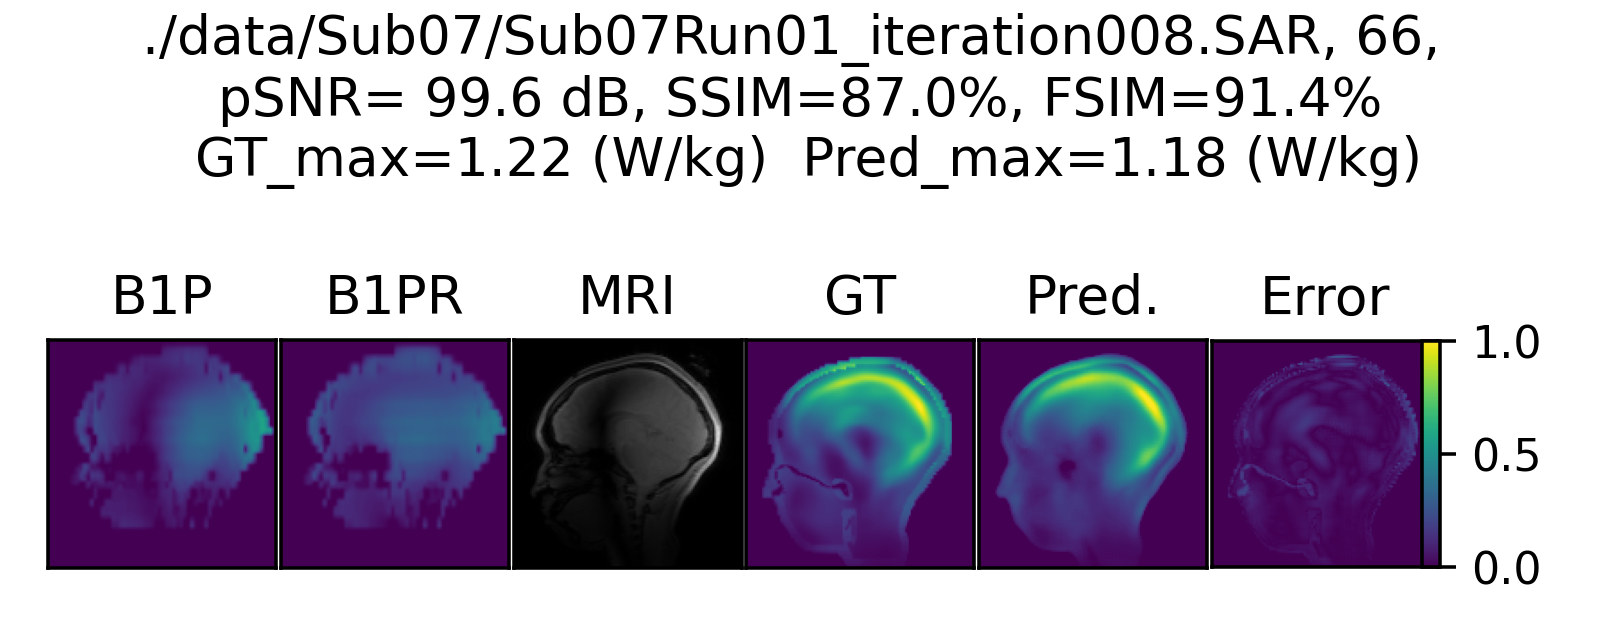 ./data/Sub07/Sub07Run01_iteration008.SAR, 66,
pSNR= 99.6 dB, SSIM=87.0%, FSIM=91.4%
GT_max=1.22 (W/kg)  Pred_max=1.18 (W/kg)
B1P B1PR MRI GT Pred. Error
1.0
0.5
0.0